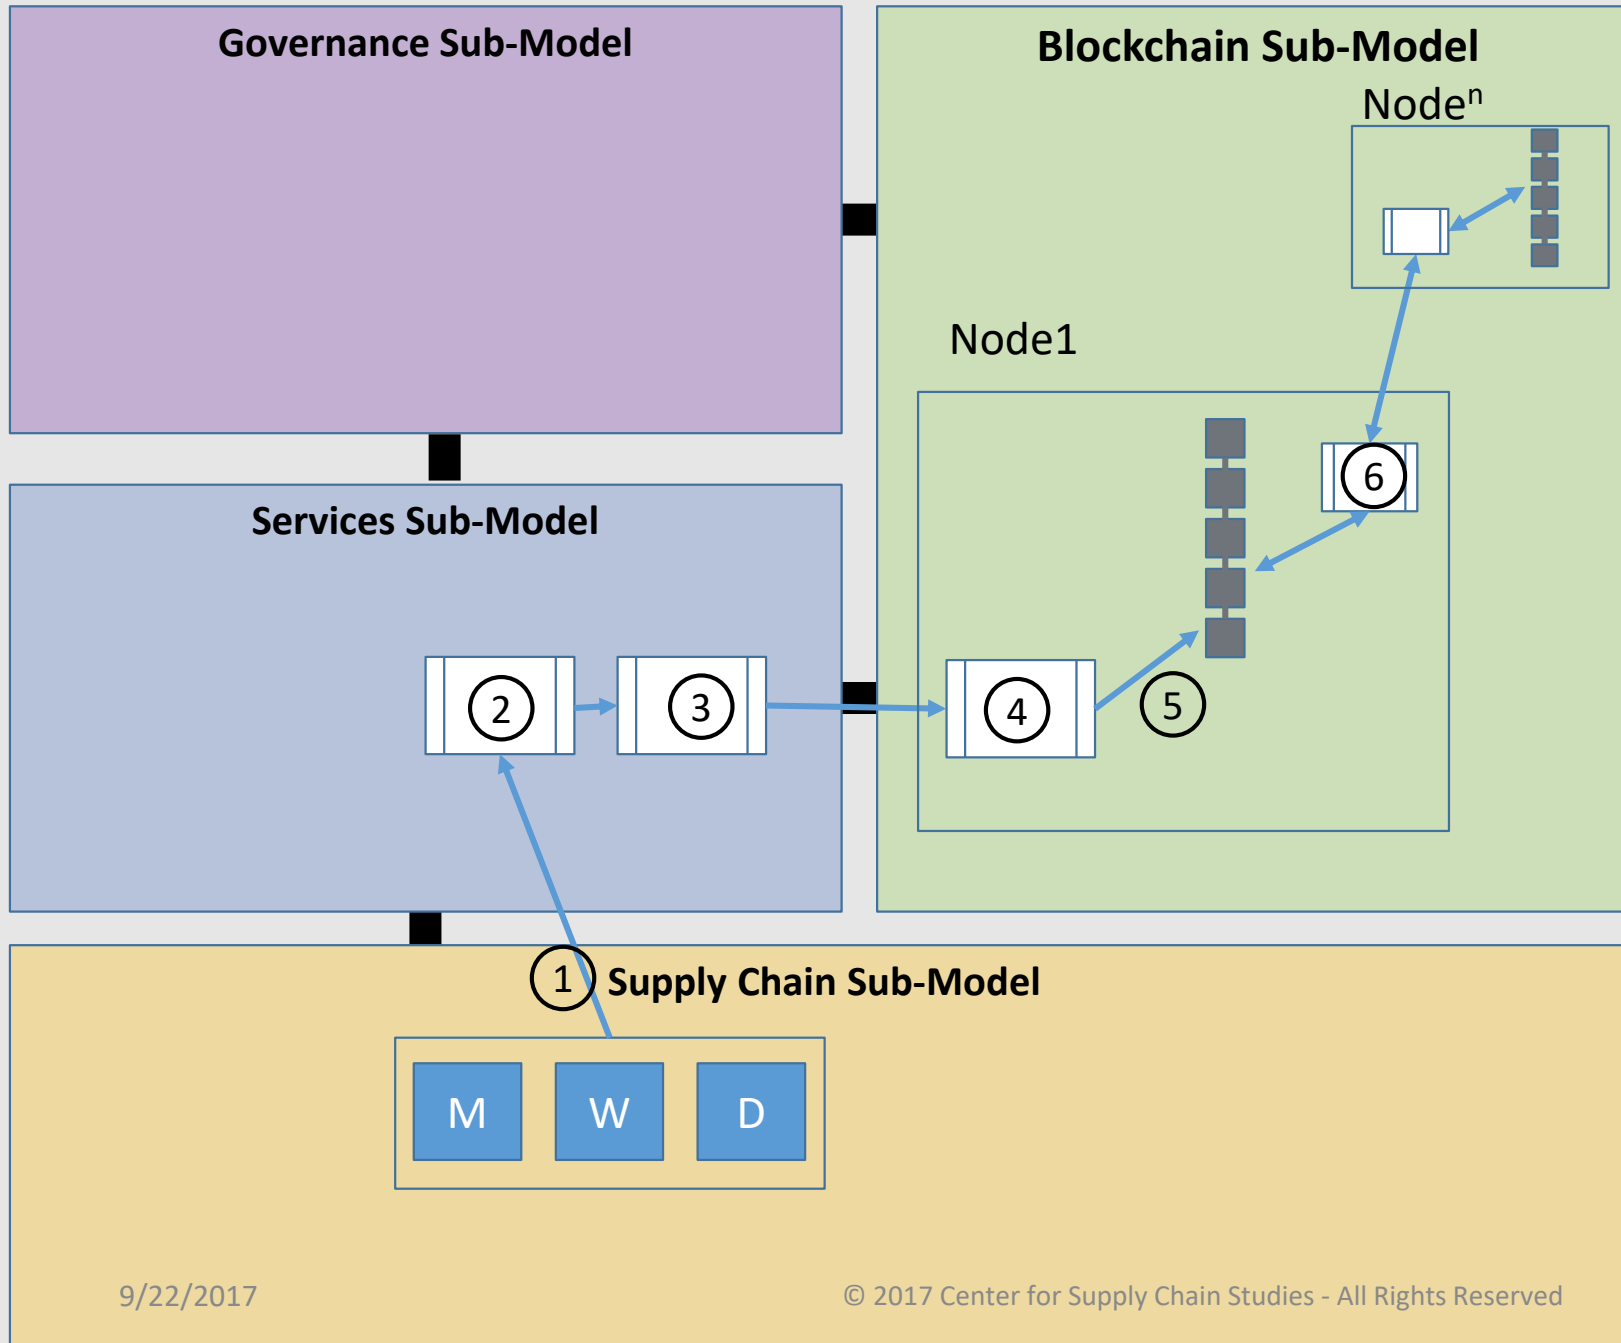 Governance Sub-Model
Blockchain Sub-Model
Nodeⁿ
Node1
6
Services Sub-Model
2
3
4
5
1
Supply Chain Sub-Model
M
W
D
9/22/2017
© 2017 Center for Supply Chain Studies - All Rights Reserved